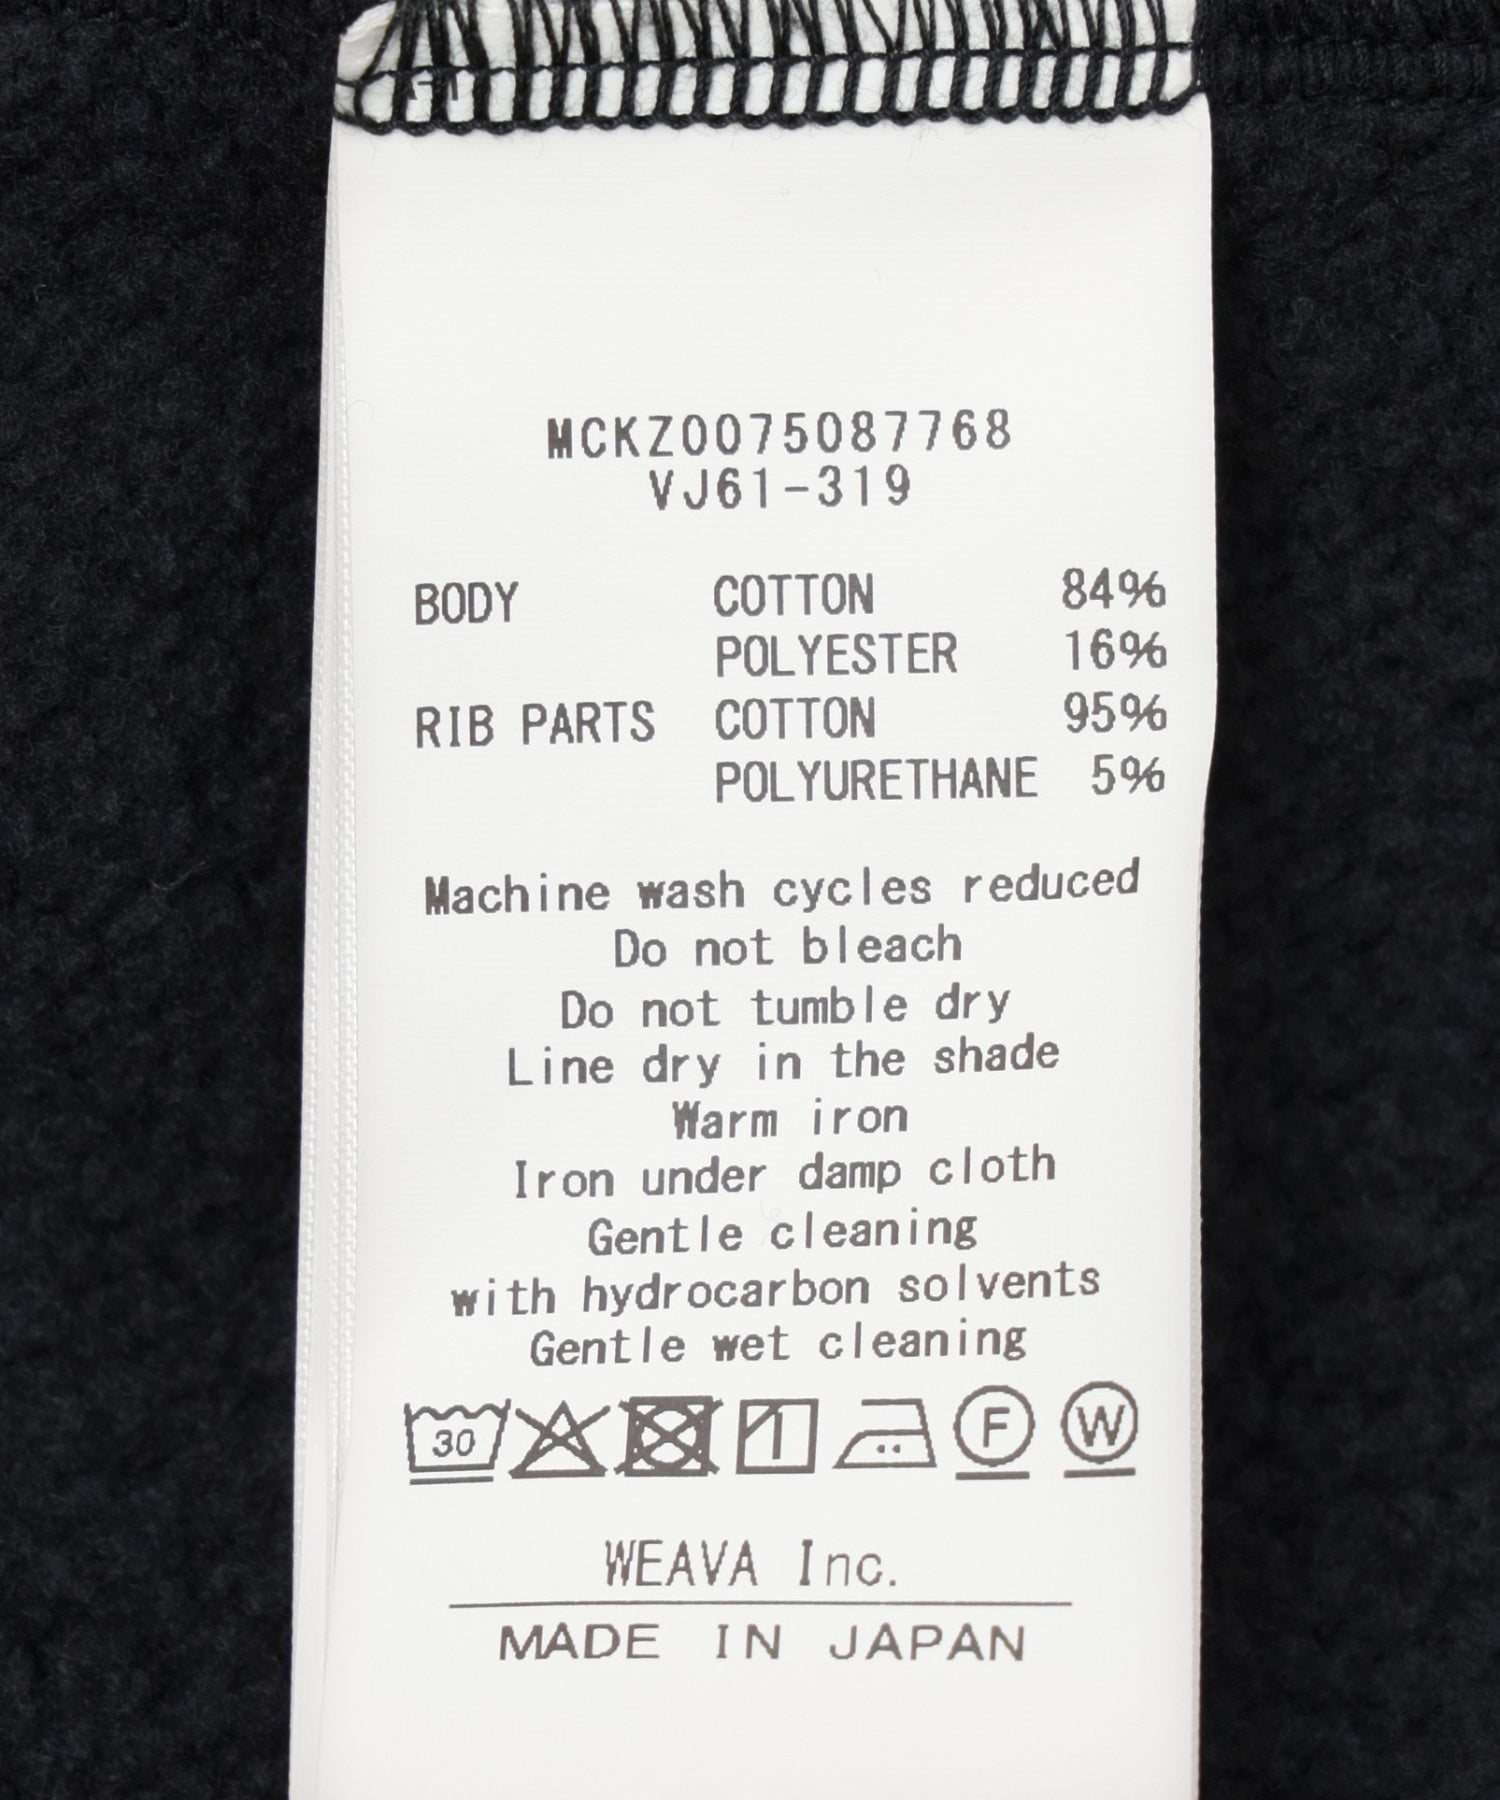 MCKZ0075087768
VJ61-319
BODY COTTON 84%
POLYESTER 16%
RIB PARTS COTTON 95%
POLYURETHANE 5%
Machine wash cycles reduced
Do not bleach
Do not tumble dry
Line dry in the shade
Warm iron
Iron under damp cloth
Gentle cleaning
with hydrocarbon solvents
Gentle wet cleaning
30 F W
WEAVA Inc.
MADE IN JAPAN